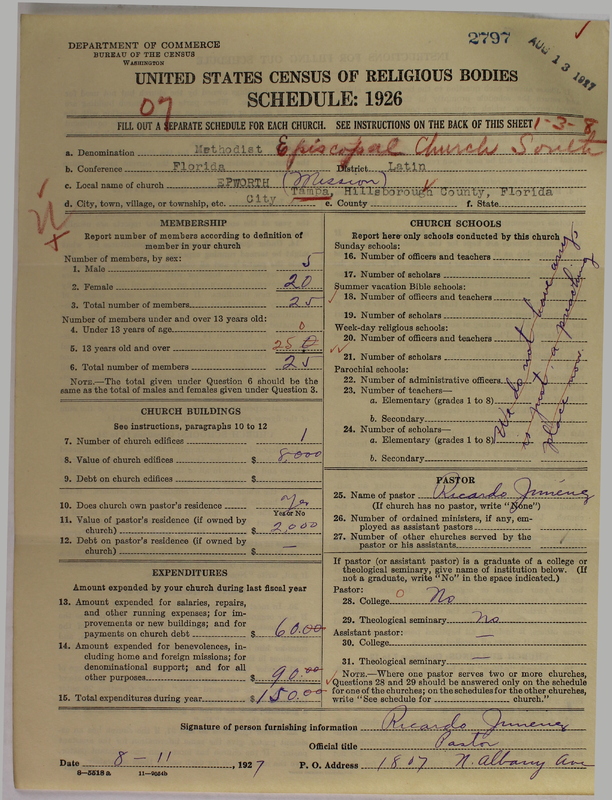 2797
AUG 13 1927
DEPARTMENT OF COMMERCE
BUREAU OF THE CENSUS
WASHINGTON
UNITED STATES CENSUS OF RELIGIOUS BODIES
SCHEDULE: 1926
07
FILL OUT A SEPARATE SCHEDULE FOR EACH CHURCH. SEE INSTRUCTIONS ON THE BACK OF THIS SHEET
1-3-8
a. Denomination Methodist Episcopal Church South
b. Conference Florida District Latin
c. Local name of church EPWORTH (Mission)
Tampa, Hillsborough County, Florida
d. City, town, village, or township, etc. City e. County f. State
MEMBERSHIP
Report number of members according to definition of
member in your church
Number of members, by sex:
1. Male 5
2. Female 20
3. Total number of members 25
Number of members under and over 13 years old:
4. Under 13 years of age 0
5. 13 years old and over 25 0
6. Total number of members 25
NOTE.—The total given under Question 6 should be the
same as the total of males and females given under Question 3.
CHURCH BUILDINGS
See instructions, paragraphs 10 to 12
7. Number of church edifices 1
8. Value of church edifices $ 8,000
9. Debt on church edifices $
10. Does church own pastor's residence? Yes
Yes or No
11. Value of pastor's residence (if owned by
church) $ 2,000
12. Debt on pastor's residence (if owned by
church) $ —
EXPENDITURES
Amount expended by your church during last fiscal year
13. Amount expended for salaries, repairs,
and other running expenses; for im-
provements or new buildings; and for
payments on church debt $ 60.00
14. Amount expended for benevolences, in-
cluding home and foreign missions; for
denominational support; and for all
other purposes $ 90.00
15. Total expenditures during year $ 150.00
CHURCH SCHOOLS
Report here only schools conducted by this church
Sunday schools:
16. Number of officers and teachers
17. Number of scholars
Summer vacation Bible schools:
18. Number of officers and teachers
19. Number of scholars
Week-day religious schools:
20. Number of officers and teachers
21. Number of scholars
Parochial schools:
22. Number of administrative officers
23. Number of teachers—
a. Elementary (grades 1 to 8)
b. Secondary
24. Number of scholars—
a. Elementary (grades 1 to 8)
b. Secondary
We do not have any,
is just a preaching
place now.
PASTOR
25. Name of pastor Ricardo Jiménez
(If church has no pastor, write "None")
26. Number of ordained ministers, if any, em-
ployed as assistant pastors
27. Number of other churches served by the
pastor or his assistants
If pastor (or assistant pastor) is a graduate of a college or
theological seminary, give name of institution below. (If
not a graduate, write "No" in the space indicated.)
Pastor:
28. College 0 No
29. Theological seminary No
Assistant pastor:
30. College —
31. Theological seminary —
NOTE.—Where one pastor serves two or more churches,
Questions 28 and 29 should be answered only on the schedule
for one of the churches; on the schedules for the other churches,
write "See schedule for church."
Signature of person furnishing information Ricardo Jimenez
Official title Pastor
Date 8-11, 1927 P. O. Address 1807 N. Albany Ave
8—5518a 11—9554b